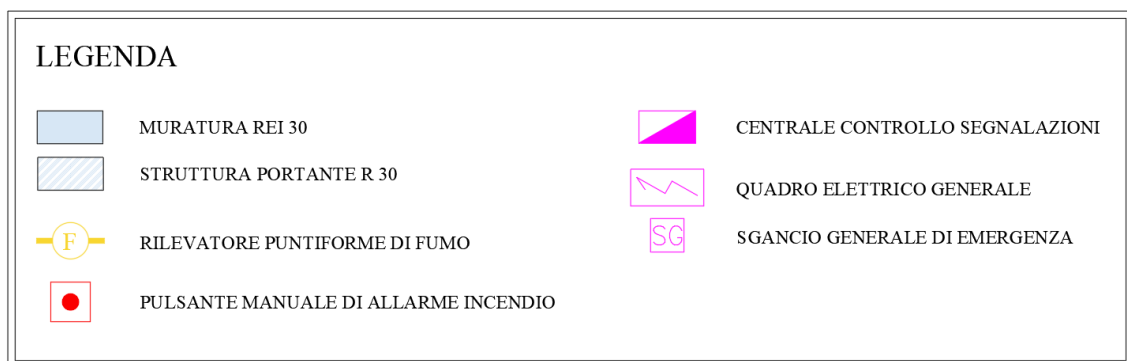 LEGENDA
MURATURA REI 30
STRUTTURA PORTANTE R 30
F
RILEVATORE PUNTIFORME DI FUMO
PULSANTE MANUALE DI ALLARME INCENDIO
CENTRALE CONTROLLO SEGNALAZIONI
QUADRO ELETTRICO GENERALE
SG
SGANCIO GENERALE DI EMERGENZA